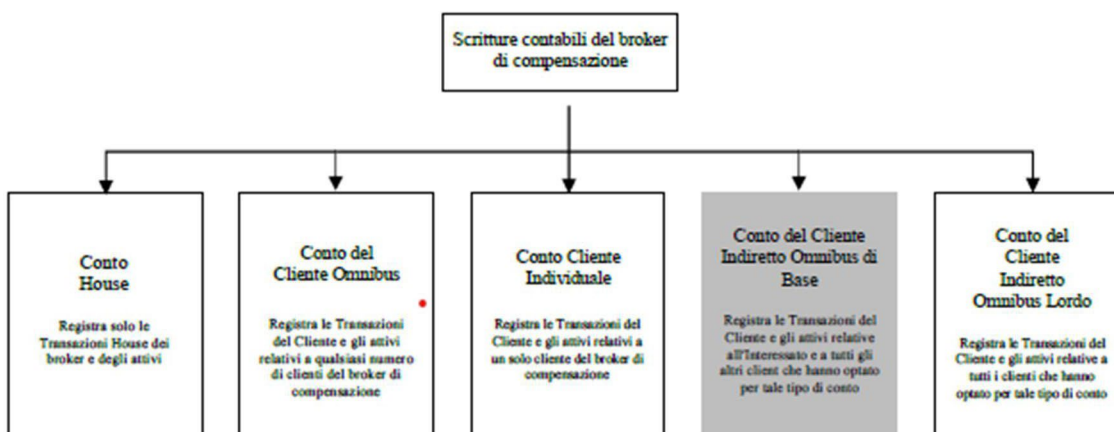 Scritture contabili del broker
di compensazione
Conto
House
Registra solo le
Transazioni House dei
broker e degli attivi
Conto del
Cliente Omnibus
Registra le Transazioni
del Cliente e gli attivi
relativi a qualsiasi numero
di clienti del broker di
compensazione
Conto Cliente
Individuale
Registra le Transazioni del
Cliente e gli attivi relativi a
un solo cliente del broker di
compensazione
Conto del Cliente
Indiretto Omnibus di
Base
Registra le Transazioni del
Cliente e gli attivi relative
all'Interessato e a tutti gli
altri client che hanno optato
per tale tipo di conto
Conto del
Cliente
Indiretto
Omnibus Lordo
Registra le Transazioni del
Cliente e gli attivi relative a
tutti i clienti che hanno
optato per tale tipo di conto